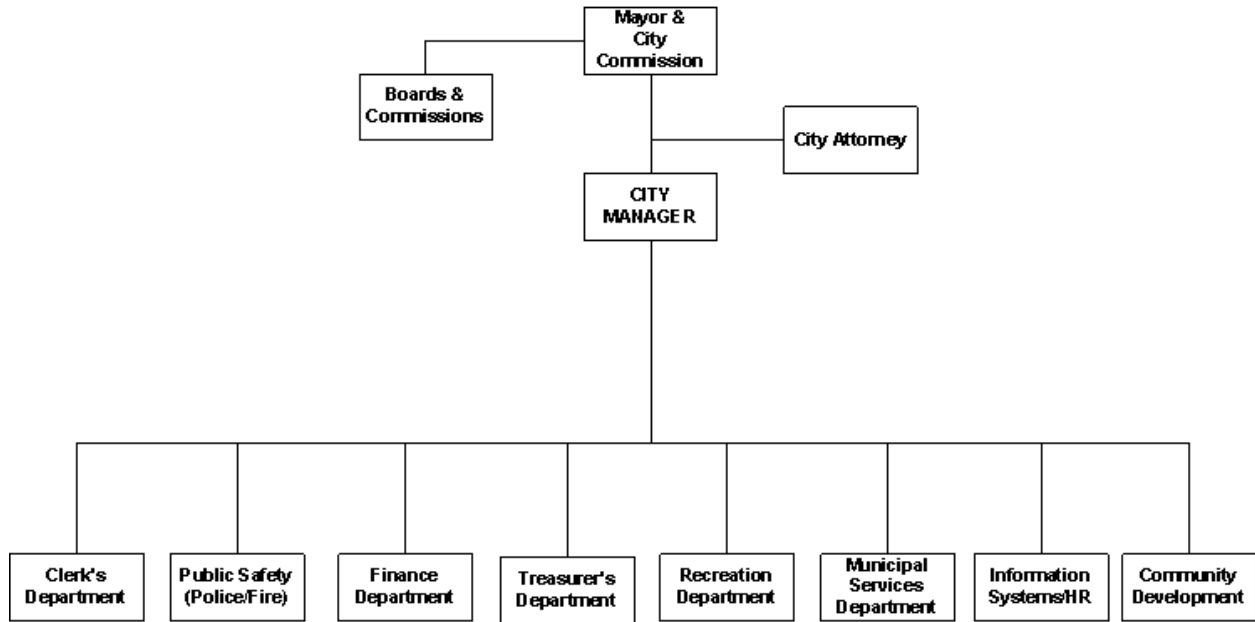 Mayor &
City
Commission
Boards &
Commissions
City Attorney
CITY
MANAGER
Clerk's
Department
Public Safety
(Police/Fire)
Finance
Department
Treasurer's
Department
Recreation
Department
Municipal
Services
Department
Information
Systems/HR
Community
Development